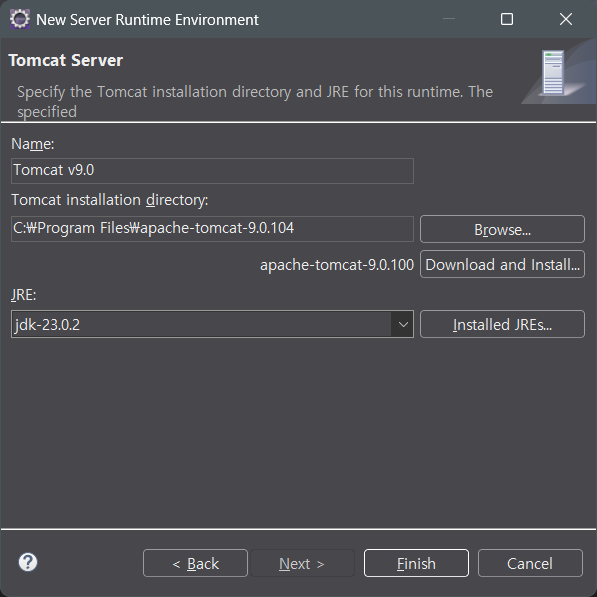 New Server Runtime Environment
Tomcat Server
Specify the Tomcat installation directory and JRE for this runtime. The
specified
Name:
Tomcat v9.0
Tomcat installation directory:
C:₩Program Files₩apache-tomcat-9.0.104
Browse...
apache-tomcat-9.0.100
Download and Install...
JRE:
jdk-23.0.2
Installed JREs...
?
< Back
Next >
Finish
Cancel